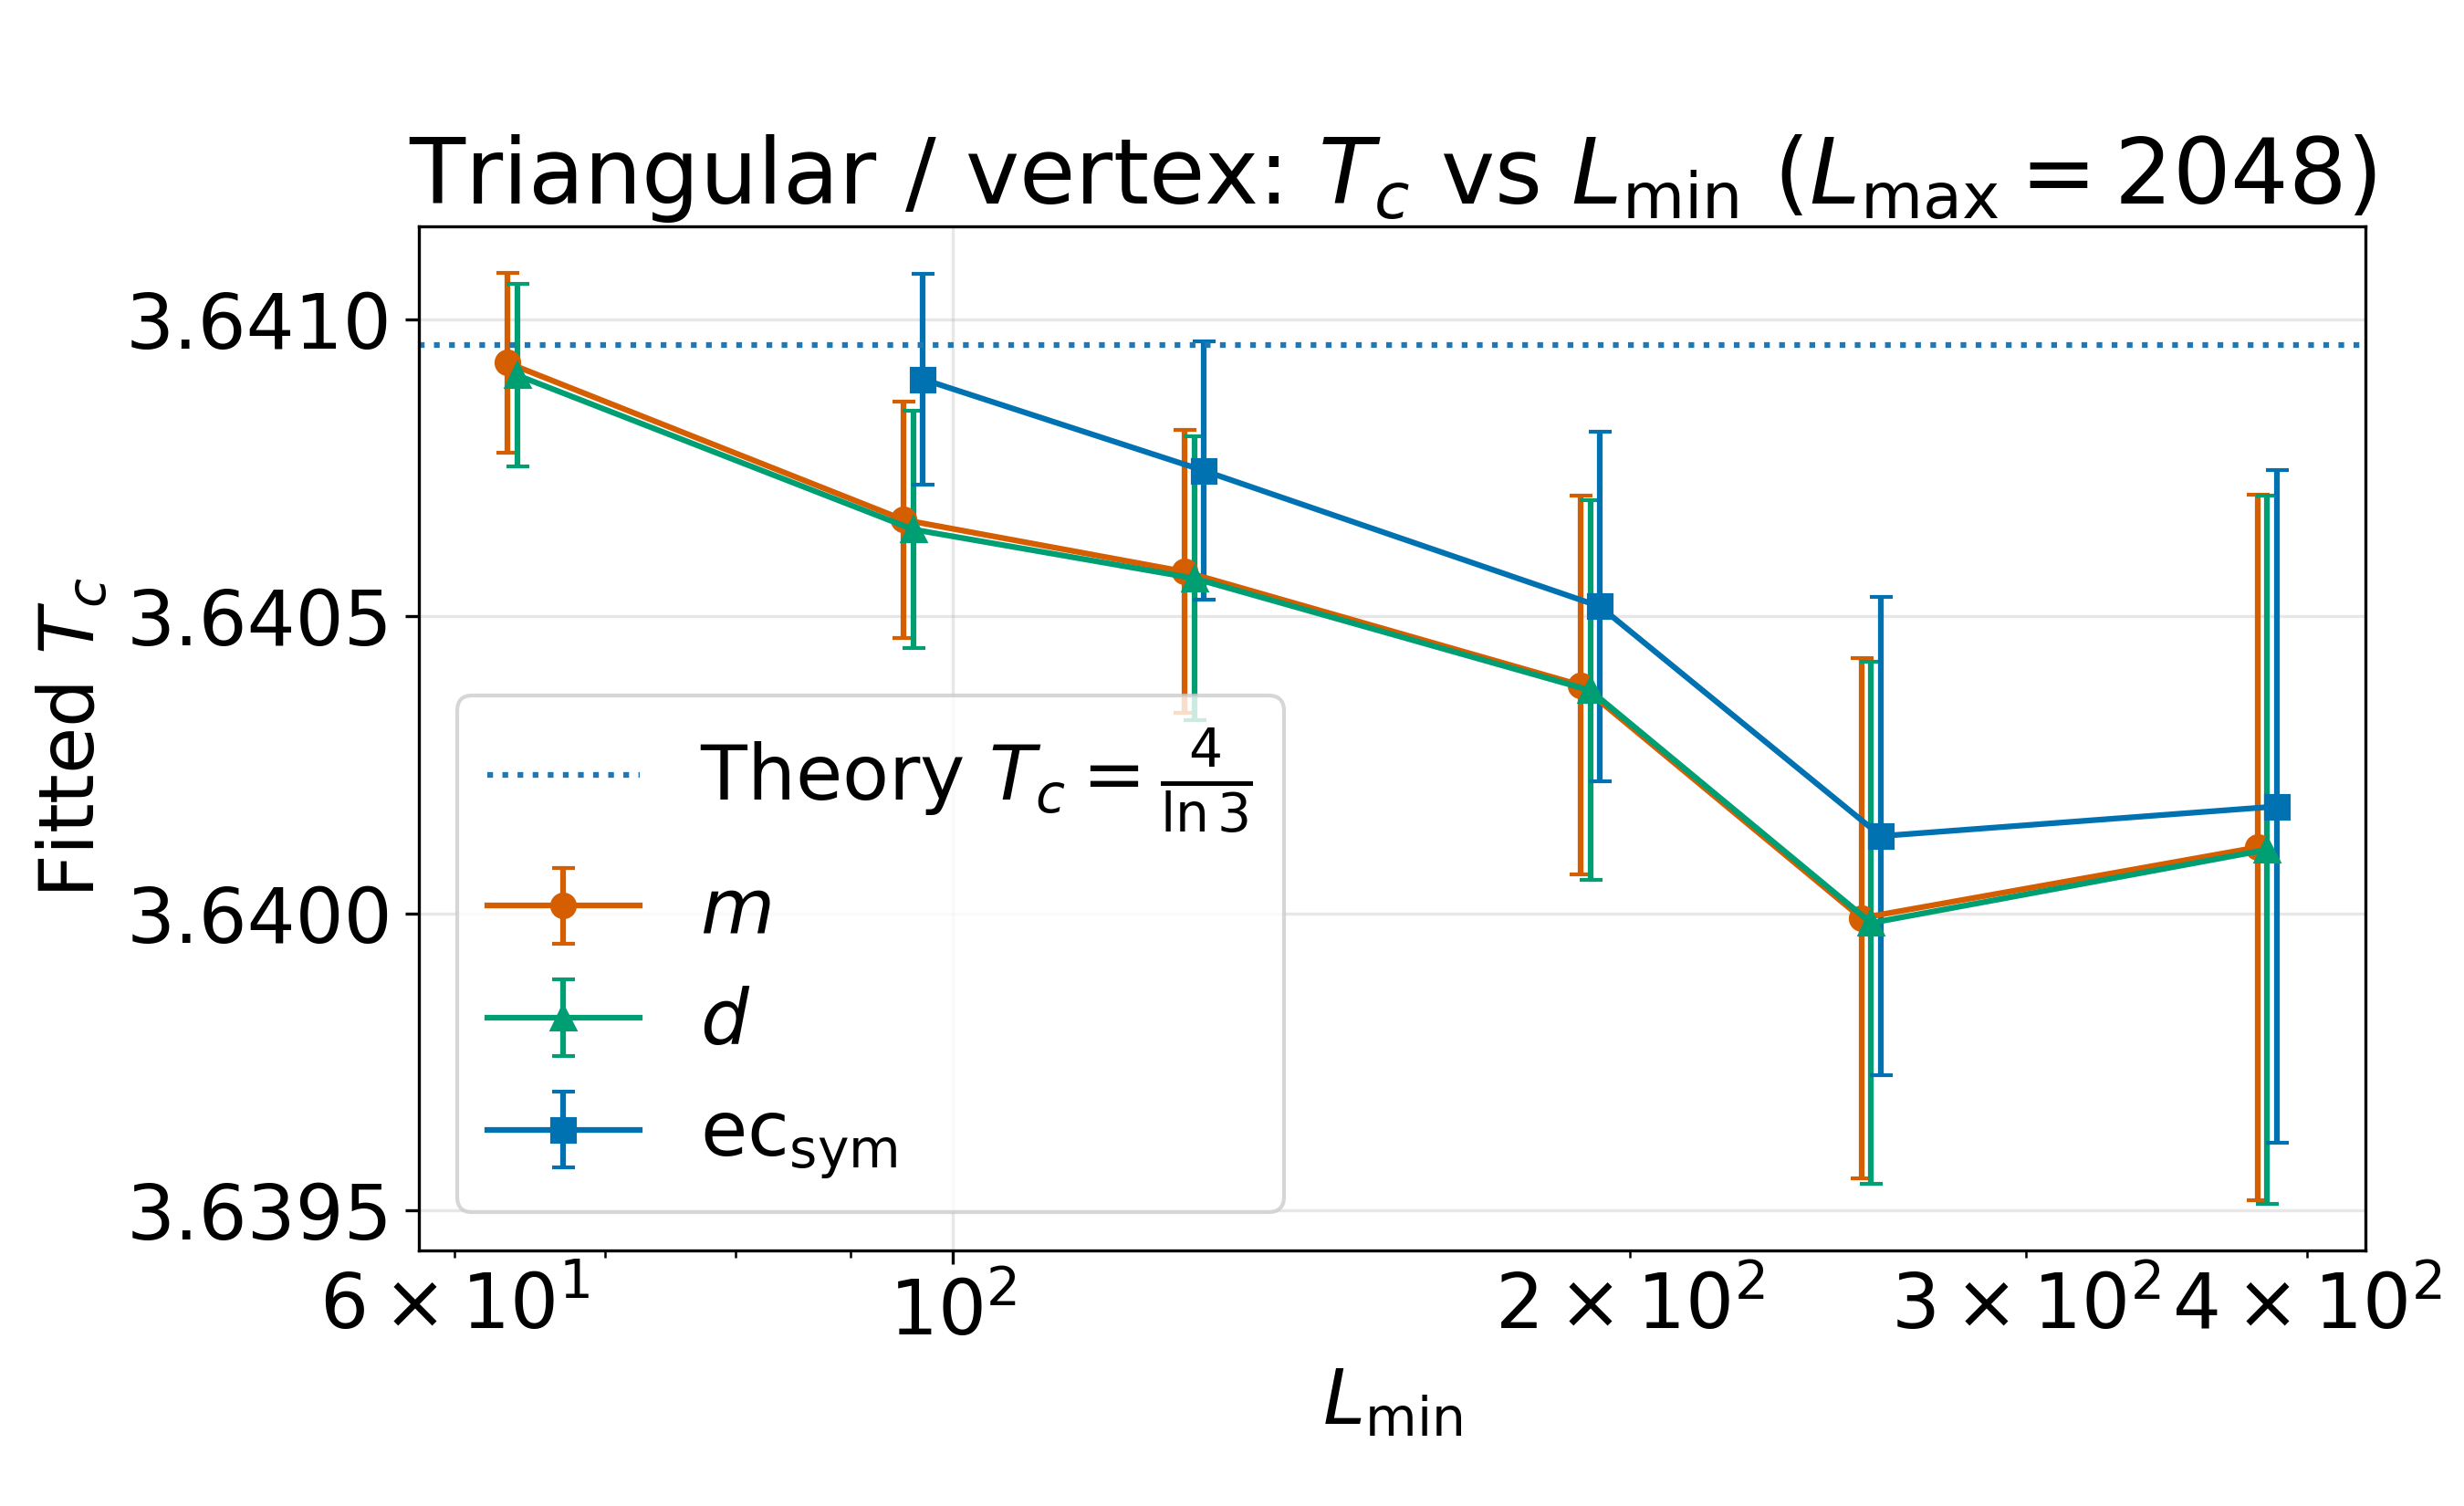 Triangular / vertex: T_c vs L_min (L_max = 2048)
Fitted T_c
3.6410
3.6405
3.6400
3.6395
Theory T_c = 4/ln 3
m
d
ec_sym
6 × 10^1
10^2
2 × 10^2
3 × 10^2
4 × 10^2
L_min